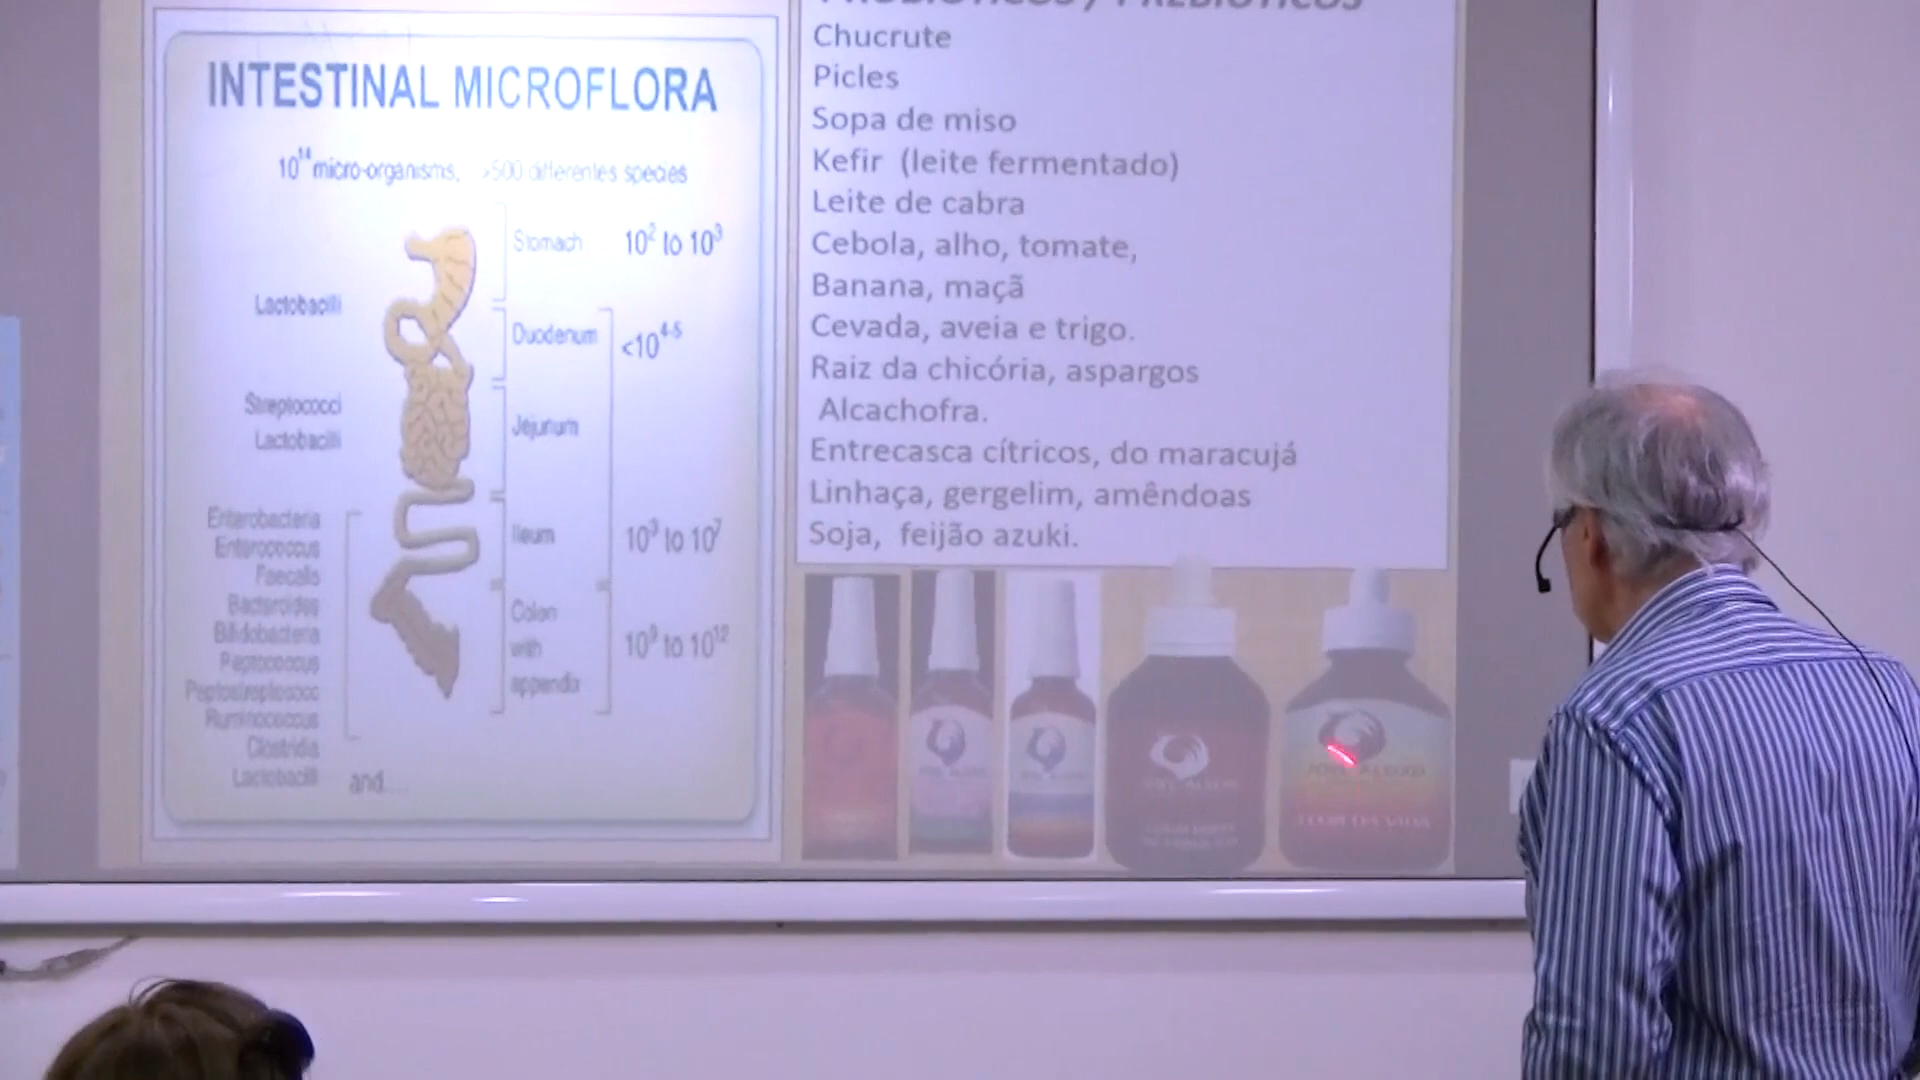 INTESTINAL MICROFLORA
10¹⁴ micro-organisms, >500 differentes species
Stomach 10² to 10³
Lactobacilli
Duodenum <10⁴⁻⁵
Streptococci
Lactobacilli
Jejunum
Enterobacteria
Enterococcus
Faecalis
Bacteroides
Bifidobacteria
Peptococcus
Peptostreptococc
Ruminococcus
Clostridia
Lactobacilli
and....
Ileum 10³ to 10⁷
Colon
with
appendix
10⁹ to 10¹²
PROBIÓTICOS / PREBIÓTICOS
Chucrute
Picles
Sopa de miso
Kefir (leite fermentado)
Leite de cabra
Cebola, alho, tomate,
Banana, maçã
Cevada, aveia e trigo.
Raiz da chicória, aspargos
Alcachofra.
Entrecasca cítricos, do maracujá
Linhaça, gergelim, amêndoas
Soja, feijão azuki.